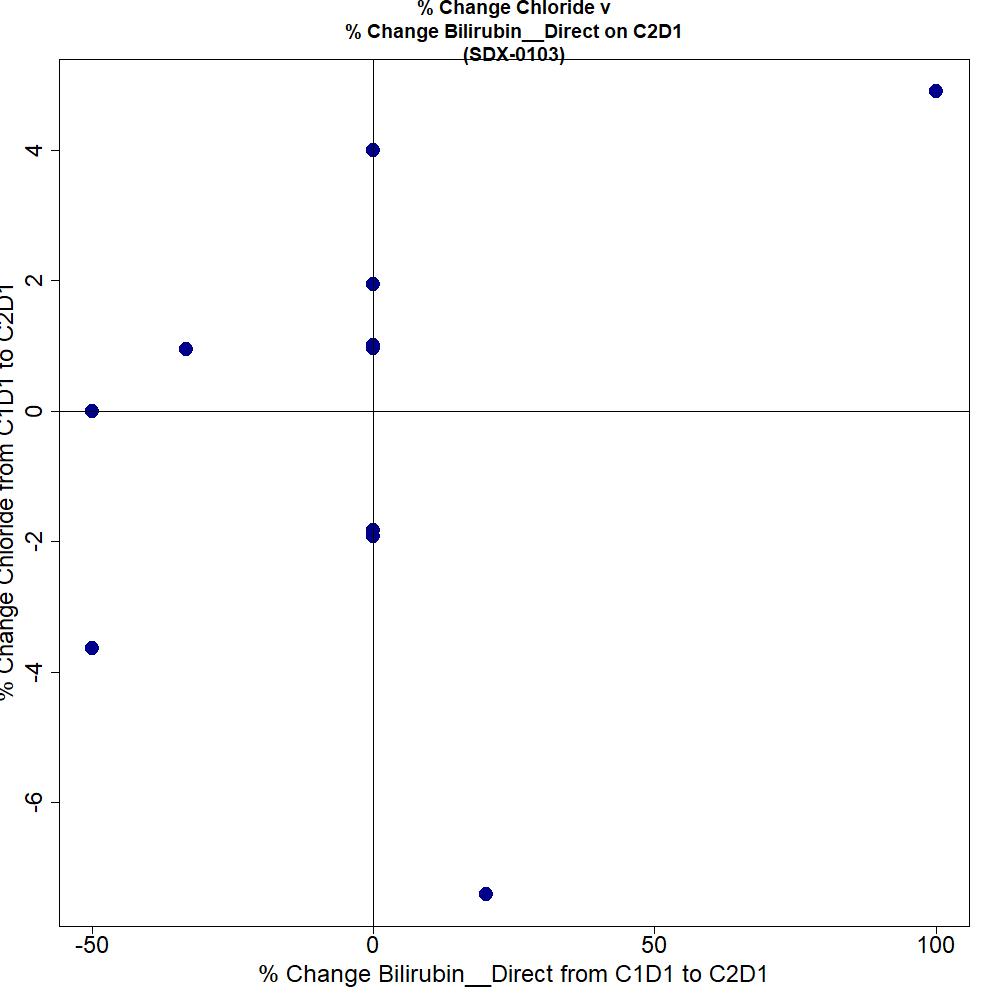 % Change Chloride v
% Change Bilirubin__Direct on C2D1
(SDX-0103)
% Change Chloride from C1D1 to C2D1
4
2
0
-2
-4
-6
-50
0
50
100
% Change Bilirubin__Direct from C1D1 to C2D1